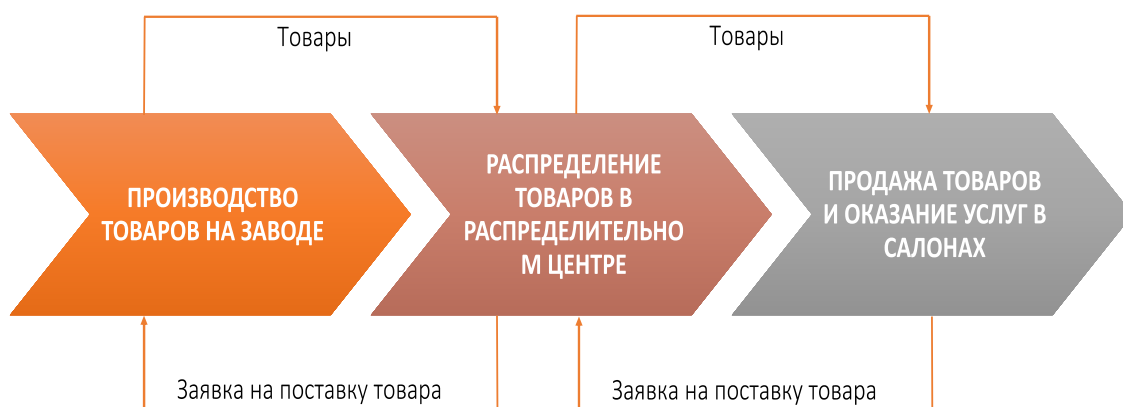 Товары
Товары
ПРОИЗВОДСТВО
ТОВАРОВ НА ЗАВОДЕ
РАСПРЕДЕЛЕНИЕ
ТОВАРОВ В
РАСПРЕДЕЛИТЕЛЬНО
М ЦЕНТРЕ
ПРОДАЖА ТОВАРОВ
И ОКАЗАНИЕ УСЛУГ В
САЛОНАХ
Заявка на поставку товара
Заявка на поставку товара